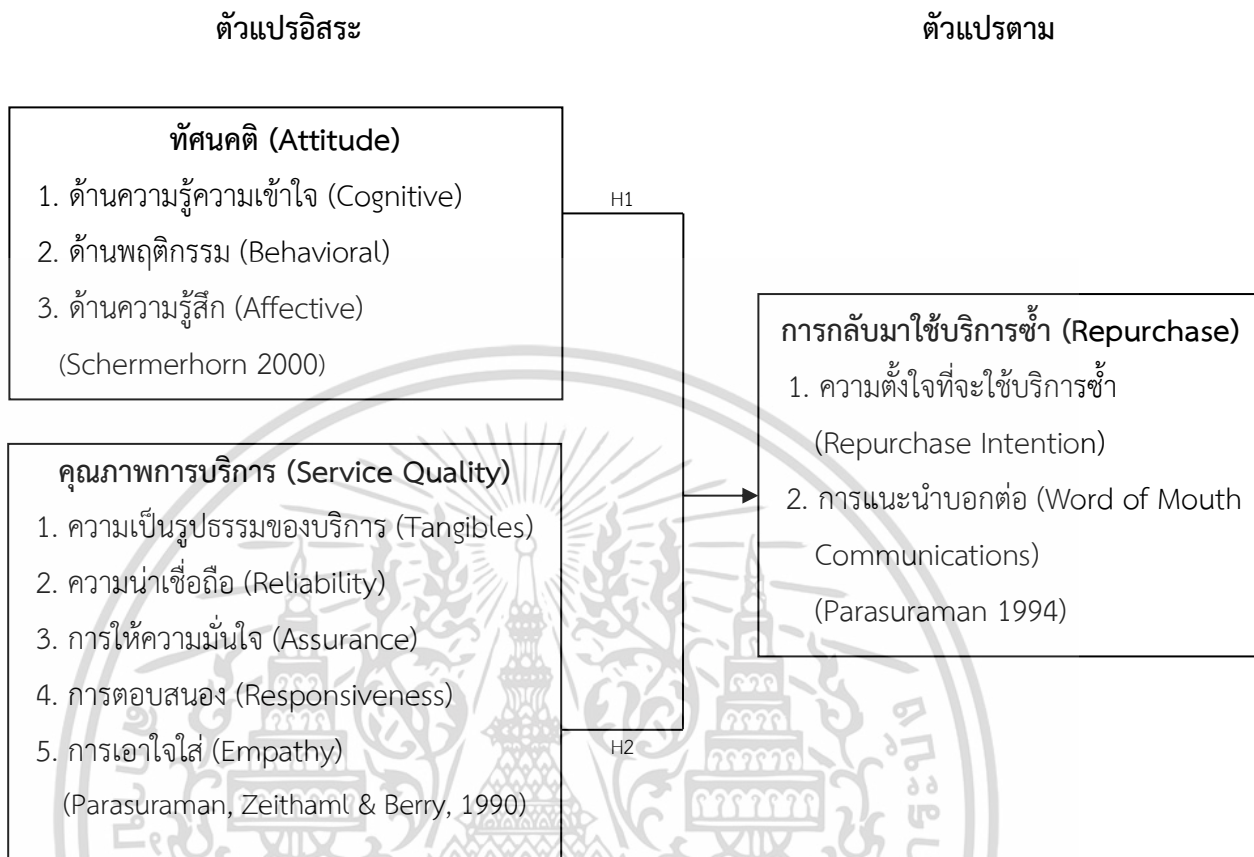 ตัวแปรอิสระ
ตัวแปรตาม
ทัศนคติ (Attitude)
1. ด้านความรู้ความเข้าใจ (Cognitive)
2. ด้านพฤติกรรม (Behavioral)
3. ด้านความรู้สึก (Affective)
(Schermerhorn 2000)
H1
คุณภาพการบริการ (Service Quality)
1. ความเป็นรูปธรรมของบริการ (Tangibles)
2. ความน่าเชื่อถือ (Reliability)
3. การให้ความมั่นใจ (Assurance)
4. การตอบสนอง (Responsiveness)
5. การเอาใจใส่ (Empathy)
(Parasuraman, Zeithaml & Berry, 1990)
H2
การกลับมาใช้บริการซ้ำ (Repurchase)
1. ความตั้งใจที่จะใช้บริการซ้ำ
(Repurchase Intention)
2. การแนะนำบอกต่อ (Word of Mouth
Communications)
(Parasuraman 1994)